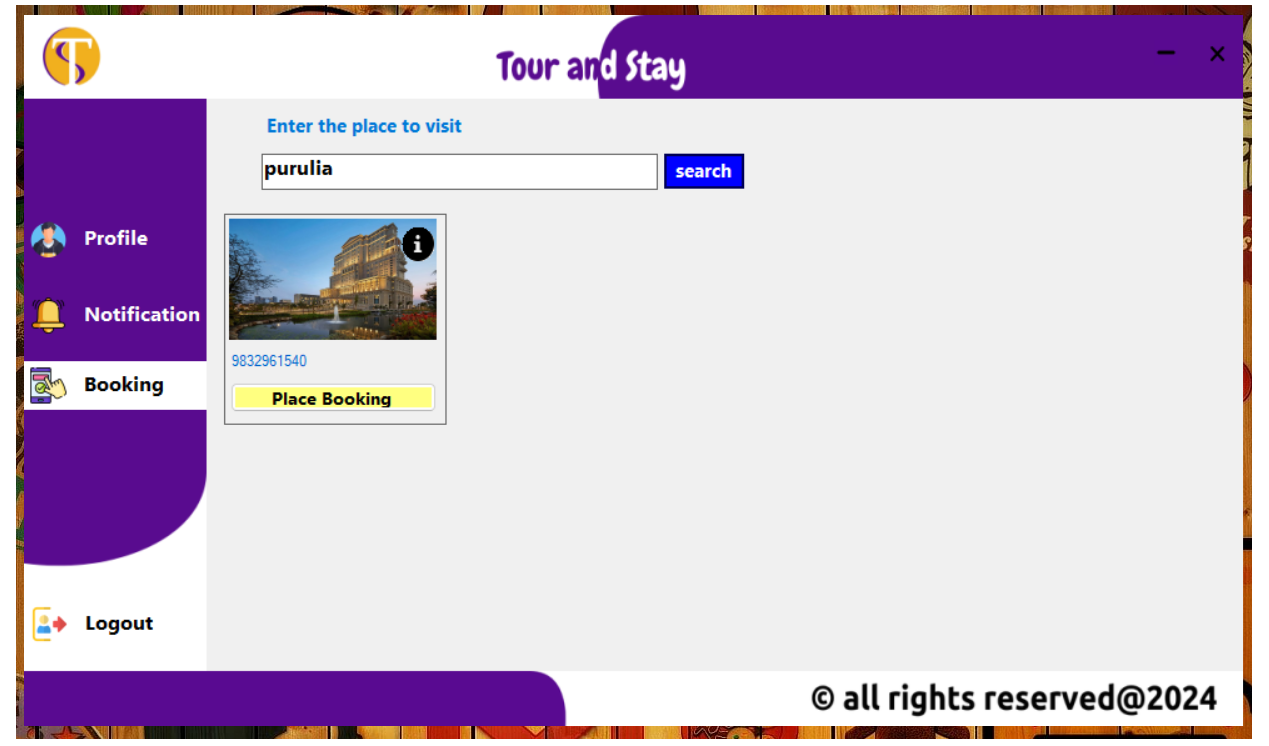 Tour and Stay
Enter the place to visit
purulia
search
Profile
Notification
9832961540
Booking
Place Booking
Logout
© all rights reserved@2024